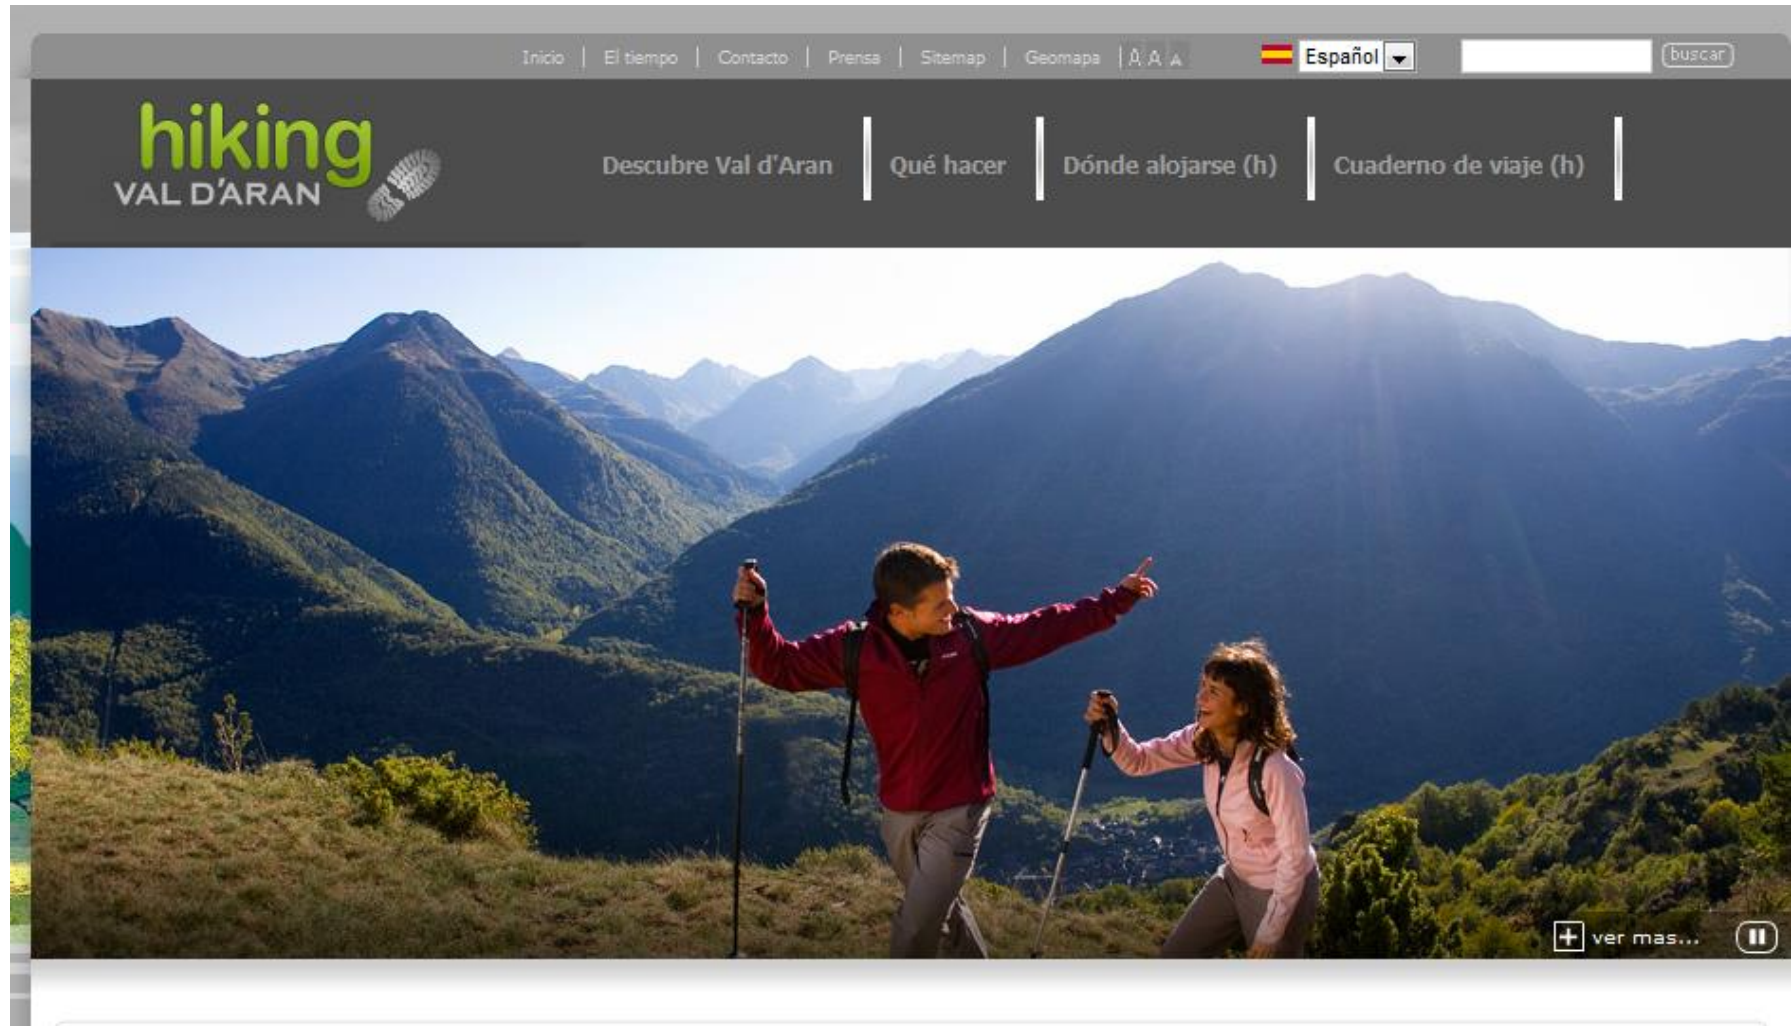 Inicio | El tiempo | Contacto | Prensa | Sitemap | Geomapa | A A A Español buscar
hiking
VAL D'ARAN
Descubre Val d'Aran Qué hacer Dónde alojarse (h) Cuaderno de viaje (h)
ver mas...